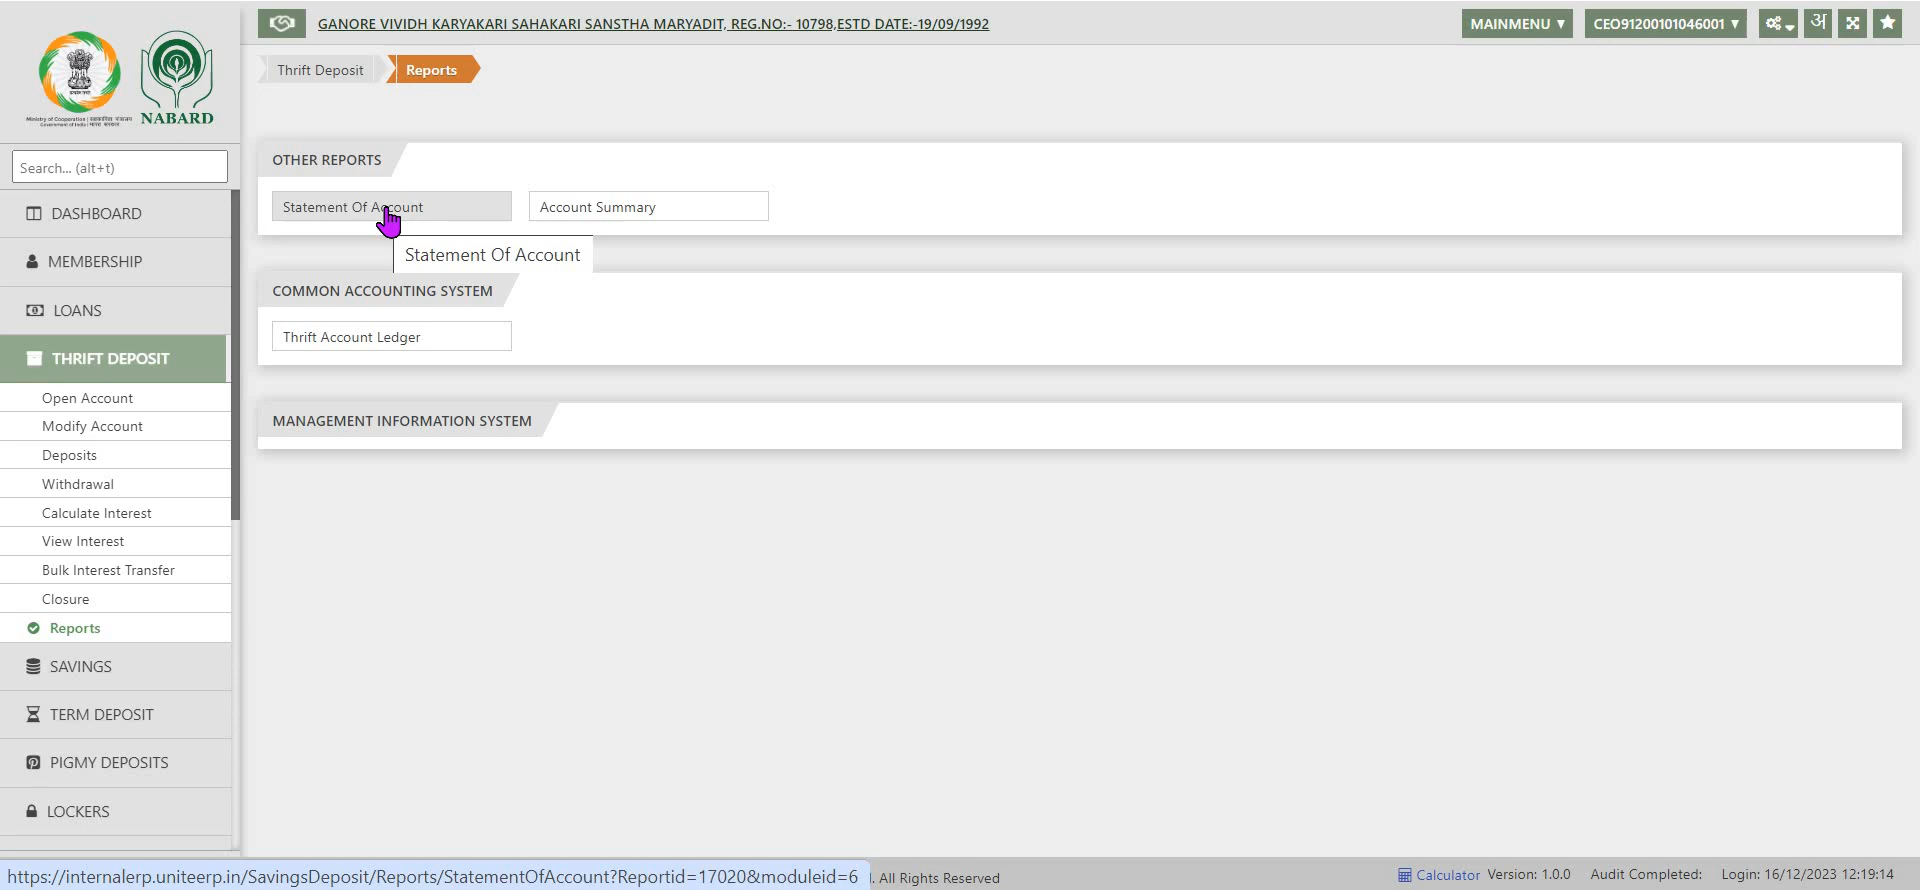 GANORE VIVIDH KARYAKARI SAHAKARI SANSTHA MARYADIT, REG.NO:- 10798,ESTD DATE:-19/09/1992
MAINMENU ▾
CEO91200101046001 ▾
अ
NABARD
Search... (alt+t)
DASHBOARD
MEMBERSHIP
LOANS
THRIFT DEPOSIT
Open Account
Modify Account
Deposits
Withdrawal
Calculate Interest
View Interest
Bulk Interest Transfer
Closure
Reports
SAVINGS
TERM DEPOSIT
PIGMY DEPOSITS
LOCKERS
Thrift Deposit
Reports
OTHER REPORTS
Statement Of Account
Account Summary
Statement Of Account
COMMON ACCOUNTING SYSTEM
Thrift Account Ledger
MANAGEMENT INFORMATION SYSTEM
https://internalerp.uniteerp.in/SavingsDeposit/Reports/StatementOfAccount?Reportid=17020&moduleid=6
. All Rights Reserved
Calculator
Version: 1.0.0
Audit Completed:
Login: 16/12/2023 12:19:14